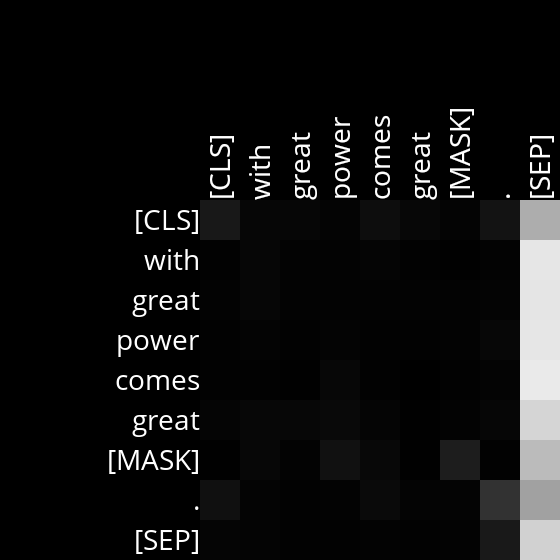 [CLS] with great power comes great [MASK] . [SEP]
[CLS]
with
great
power
comes
great
[MASK]
.
[SEP]